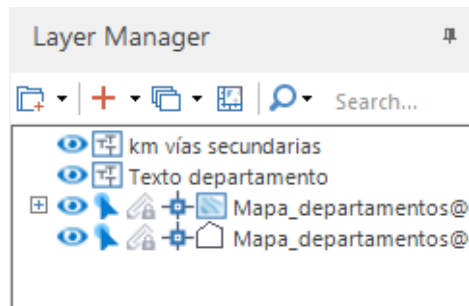 Layer Manager
Search...
km vías secundarias
Texto departamento
Mapa_departamentos@
Mapa_departamentos@